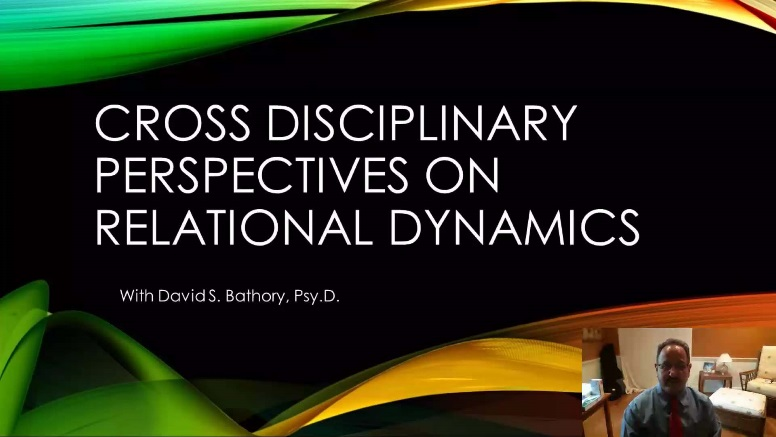 CROSS DISCIPLINARY
PERSPECTIVES ON
RELATIONAL DYNAMICS
With David S. Bathory, Psy.D.